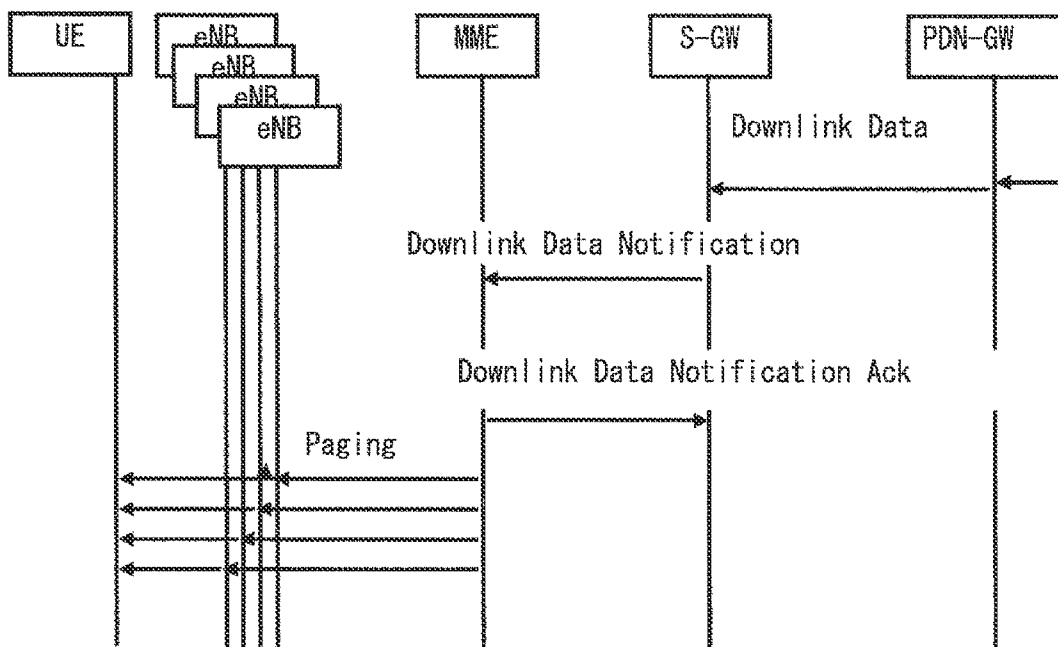 UE
eNB
eNB
eNB
eNB
MME
S-GW
PDN-GW
Downlink Data
Downlink Data Notification
Downlink Data Notification Ack
Paging